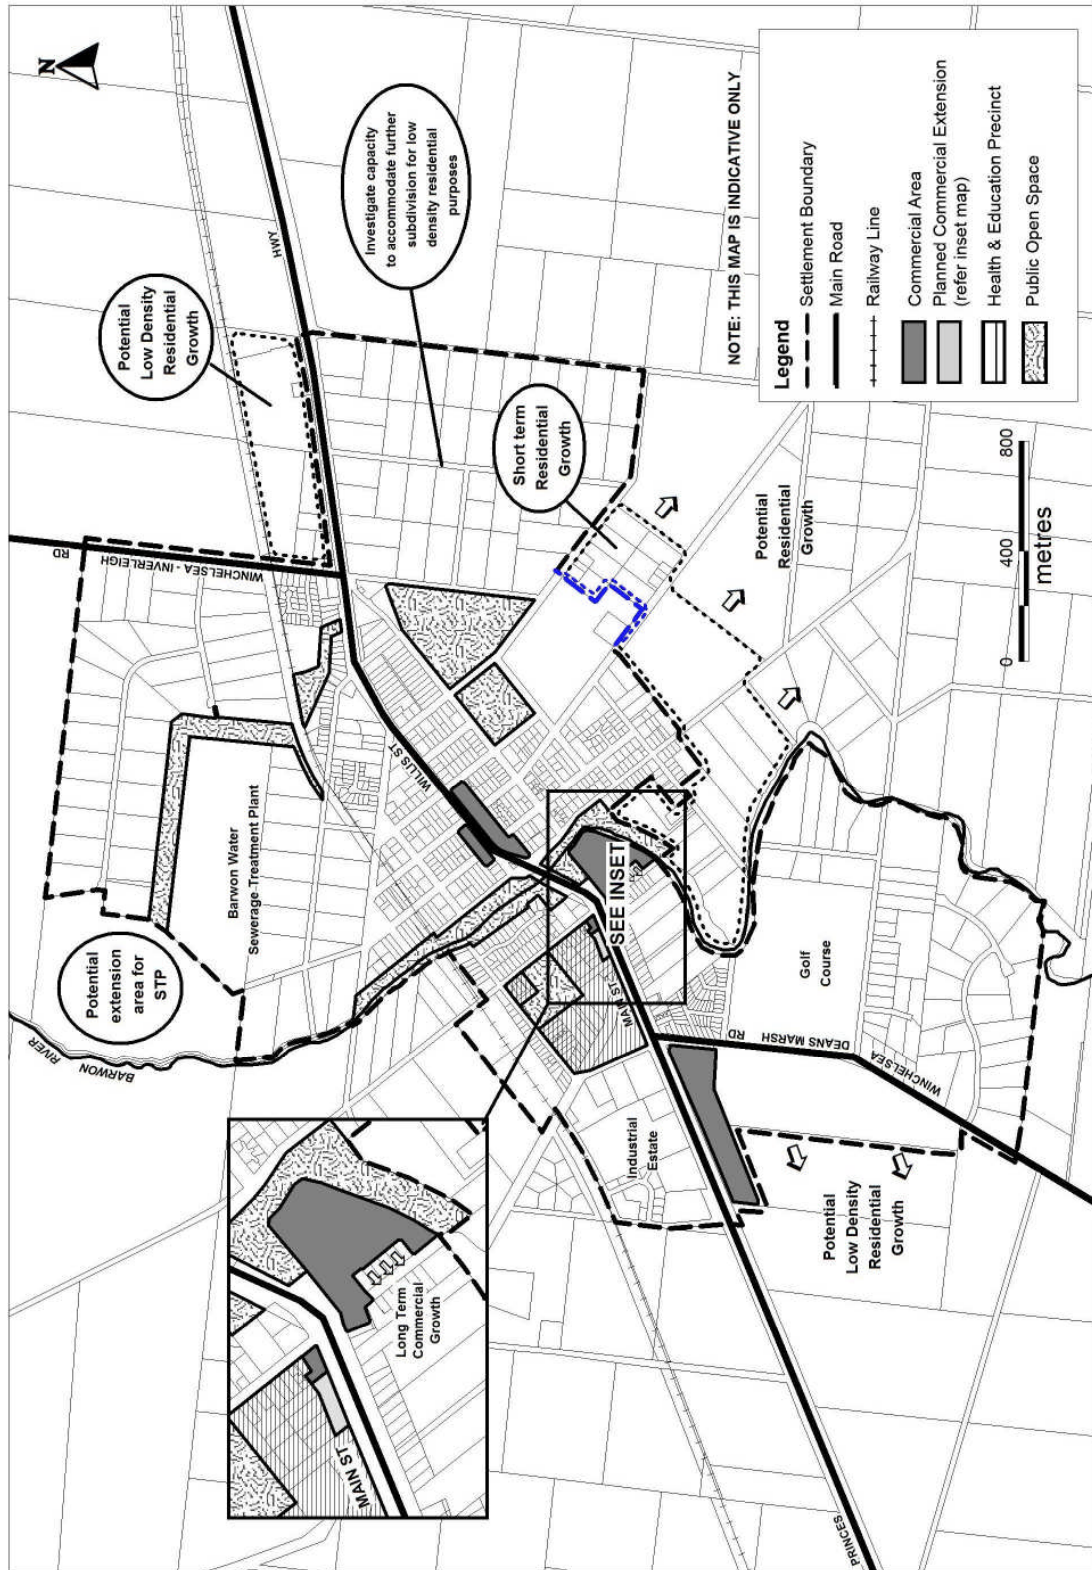 N
HWY
Potential
Low Density
Residential
Growth
Investigate capacity
to accommodate further
subdivision for low
density residential
purposes
WINCHELSEA - INVERLEIGH
RD
Short term
Residential
Growth
WILLIS ST
Barwon Water
Sewerage Treatment Plant
Potential
extension
area for
STP
BARWON
RIVER
SEE INSET
MAIN ST
Potential
Residential
Growth
Golf
Course
Industrial
Estate
WINCHELSEA
DEANS MARSH
RD
Potential
Low Density
Residential
Growth
PRINCES
Long Term
Commercial
Growth
MAIN ST
NOTE: THIS MAP IS INDICATIVE ONLY
Legend
Settlement Boundary
Main Road
Railway Line
Commercial Area
Planned Commercial Extension
(refer inset map)
Health & Education Precinct
Public Open Space
0 400 800
metres